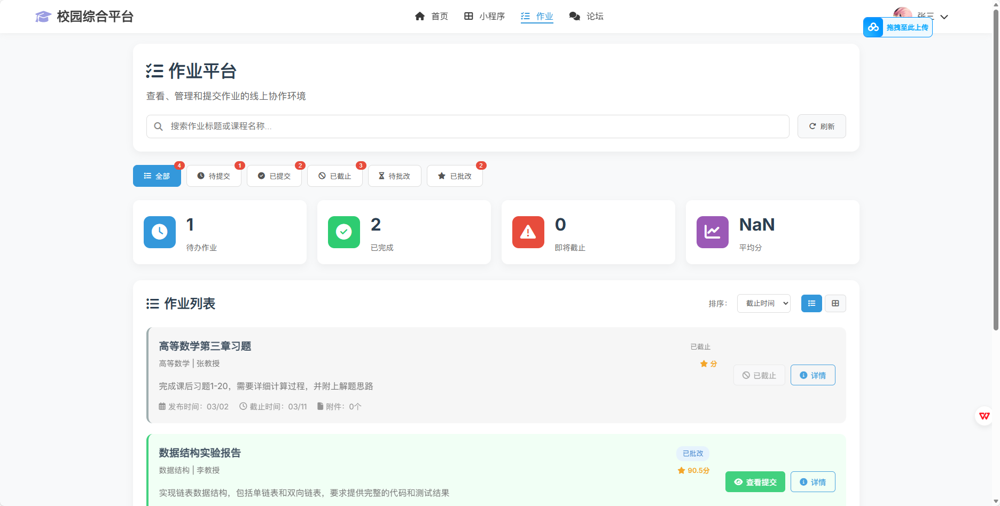 校园综合平台
首页
小程序
作业
论坛
张三
拖拽至此上传
作业平台
查看、管理和提交作业的线上协作环境
搜索作业标题或课程名称...
刷新
全部 4
待提交 1
已提交 2
已截止 3
待批改
已批改 2
1
待办作业
2
已完成
0
即将截止
NaN
平均分
作业列表
排序：
截止时间
高等数学第三章习题
已截止
高等数学 | 张教授
分
已截止
详情
完成课后习题1-20，需要详细计算过程，并附上解题思路
发布时间：03/02
截止时间：03/11
附件：0个
数据结构实验报告
已批改
数据结构 | 李教授
90.5分
查看提交
详情
实现链表数据结构，包括单链表和双向链表，要求提供完整的代码和测试结果